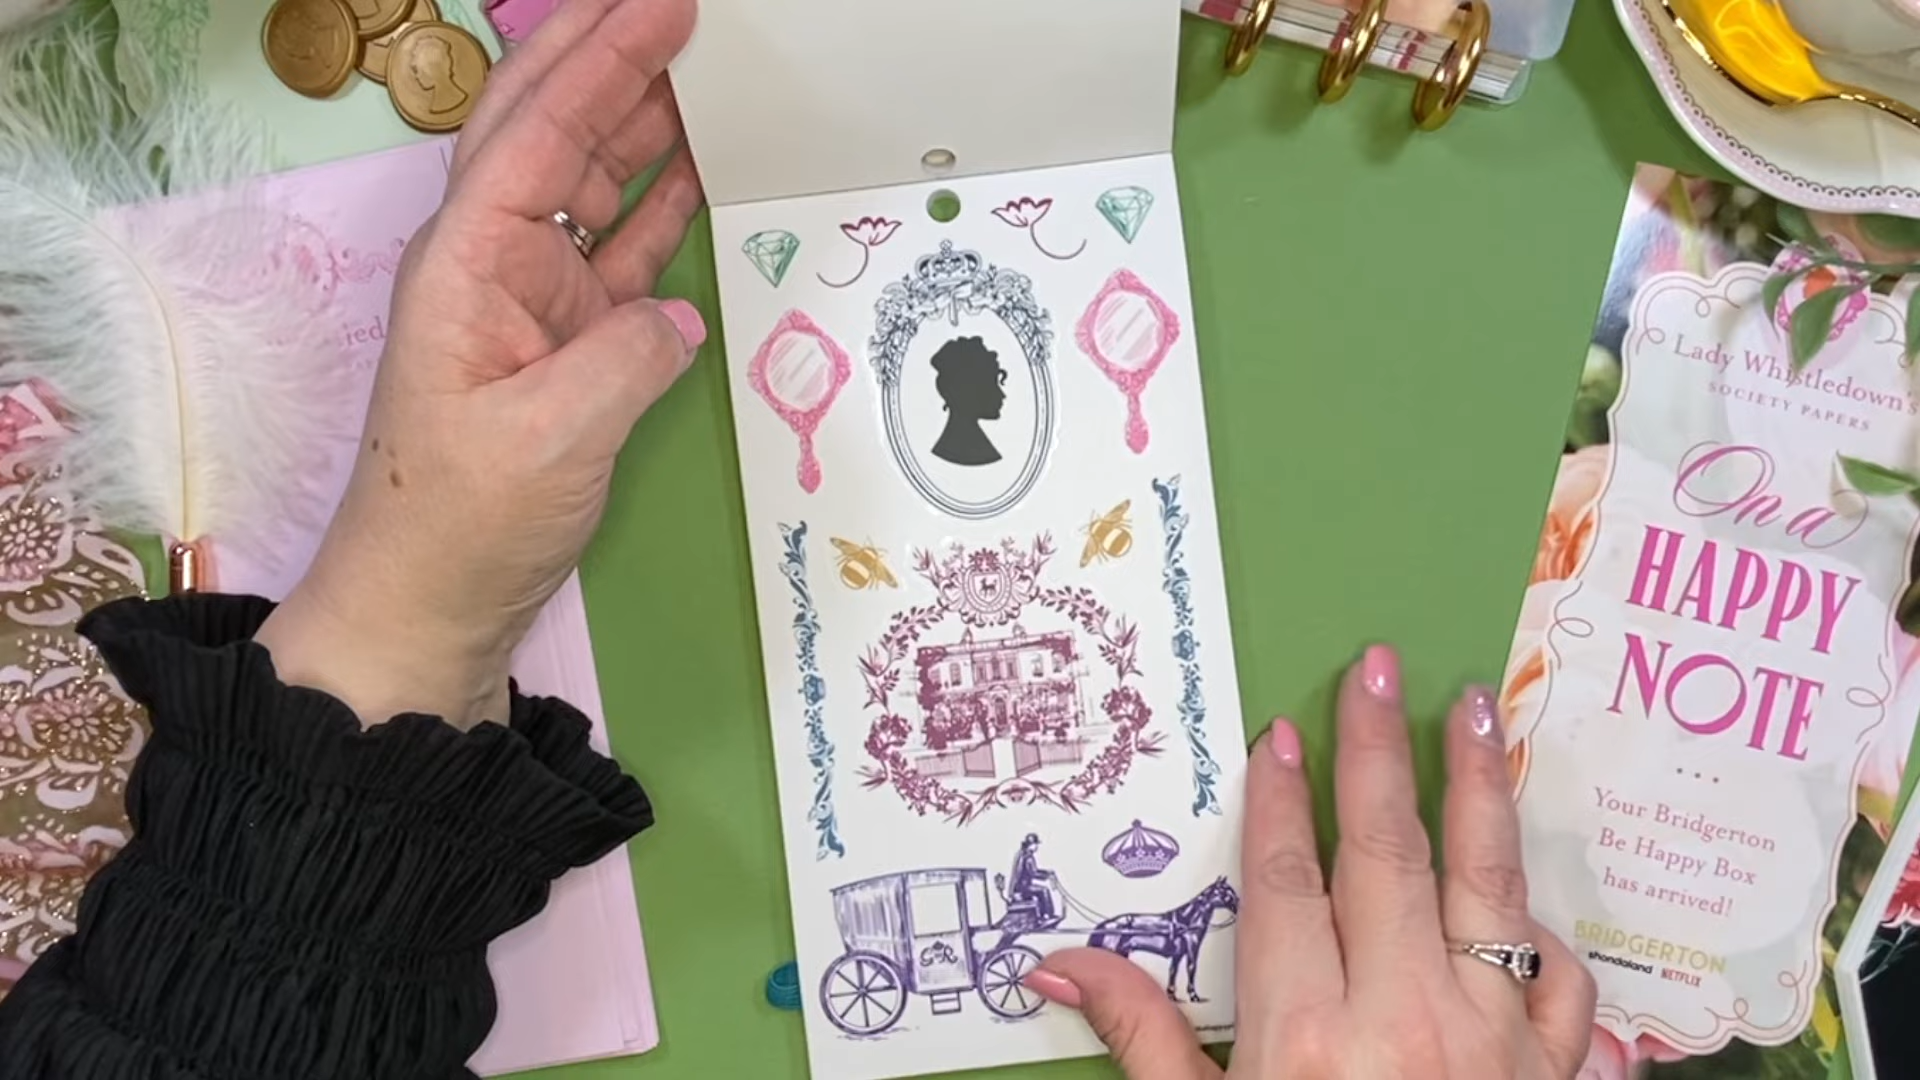 Lady Whistledown's
SOCIETY PAPERS
On a
HAPPY
NOTE
Your Bridgerton
Be Happy Box
has arrived!
BRIDGERTON
shondaland NETFLIX
GR